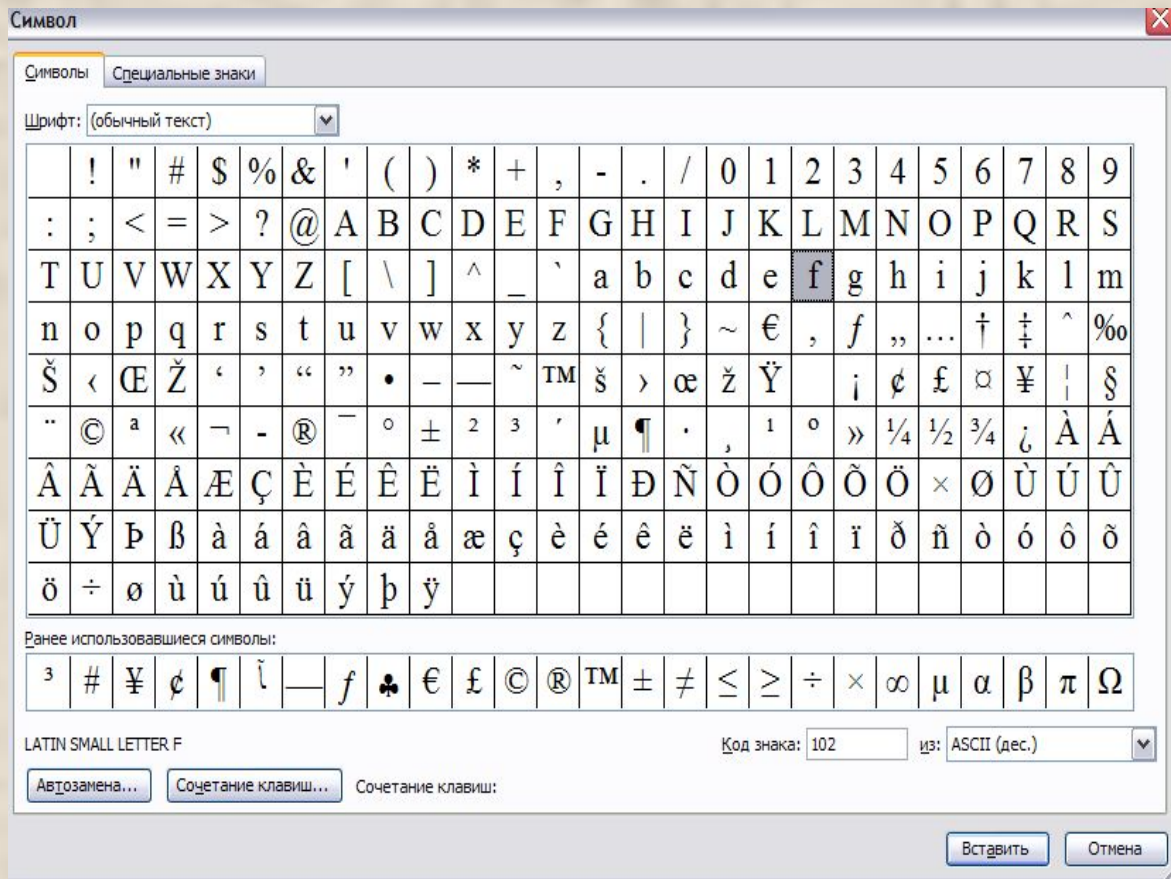 Символ
Символы Специальные знаки
Шрифт: (обычный текст)
! " # $ % & ' ( ) * + , - . / 0 1 2 3 4 5 6 7 8 9
: ; < = > ? @ A B C D E F G H I J K L M N O P Q R S
T U V W X Y Z [ \ ] ^ _ ` a b c d e f g h i j k l m
n o p q r s t u v w x y z { | } ~ € ‚ ƒ „ … † ‡ ˆ ‰
Š ‹ Œ Ž ‘ ’ “ ” • – — ˜ ™ š › œ ž Ÿ ¡ ¢ £ ¤ ¥ ¦ §
¨ © ª « ¬ - ® ¯ ° ± ² ³ ´ µ ¶ · ¸ ¹ º » ¼ ½ ¾ ¿ À Á
Â Ã Ä Å Æ Ç È É Ê Ë Ì Í Î Ï Ð Ñ Ò Ó Ô Õ Ö × Ø Ù Ú Û
Ü Ý Þ ß à á â ã ä å æ ç è é ê ë ì í î ï ð ñ ò ó ô õ
ö ÷ ø ù ú û ü ý þ ÿ
Ранее использовавшиеся символы:
³ # ¥ ¢ ¶ — ƒ ♣ € £ © ® ™ ± ≠ ≤ ≥ ÷ × ∞ µ α β π Ω
LATIN SMALL LETTER F Код знака: 102 из: ASCII (дес.)
Автозамена... Сочетание клавиш... Сочетание клавиш:
Вставить Отмена